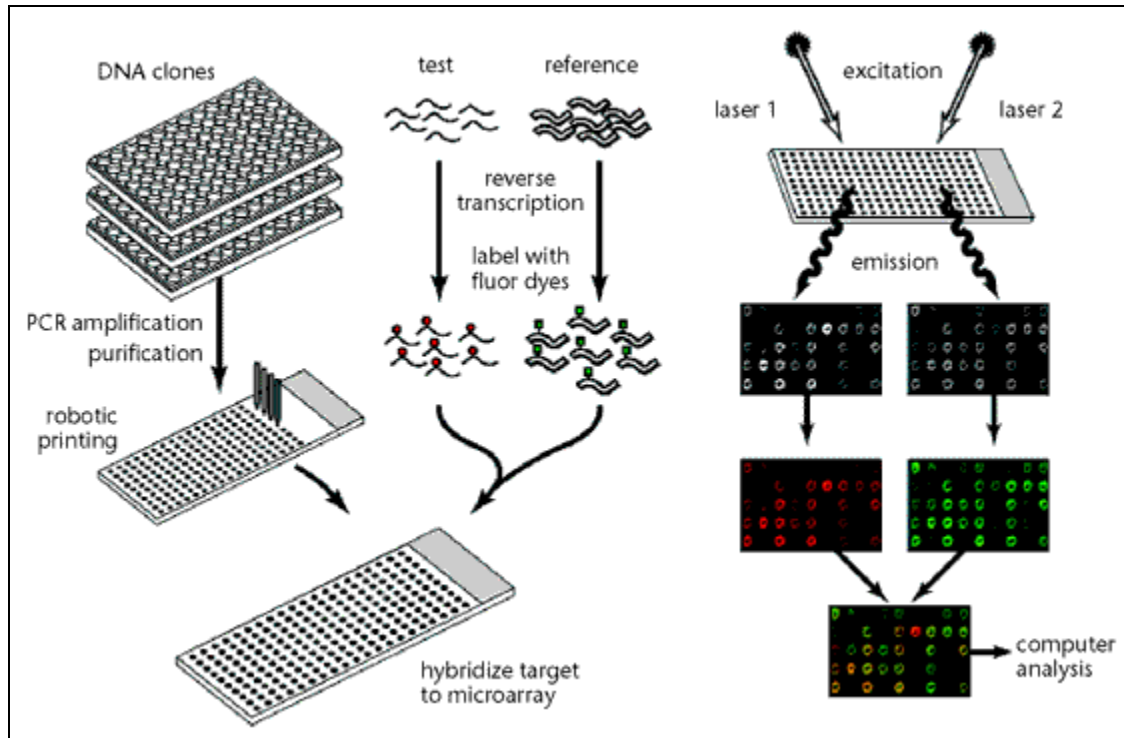 DNA clones
PCR amplification
purification
robotic
printing
test
reference
reverse
transcription
label with
fluor dyes
hybridize target
to microarray
excitation
laser 1
laser 2
emission
computer
analysis